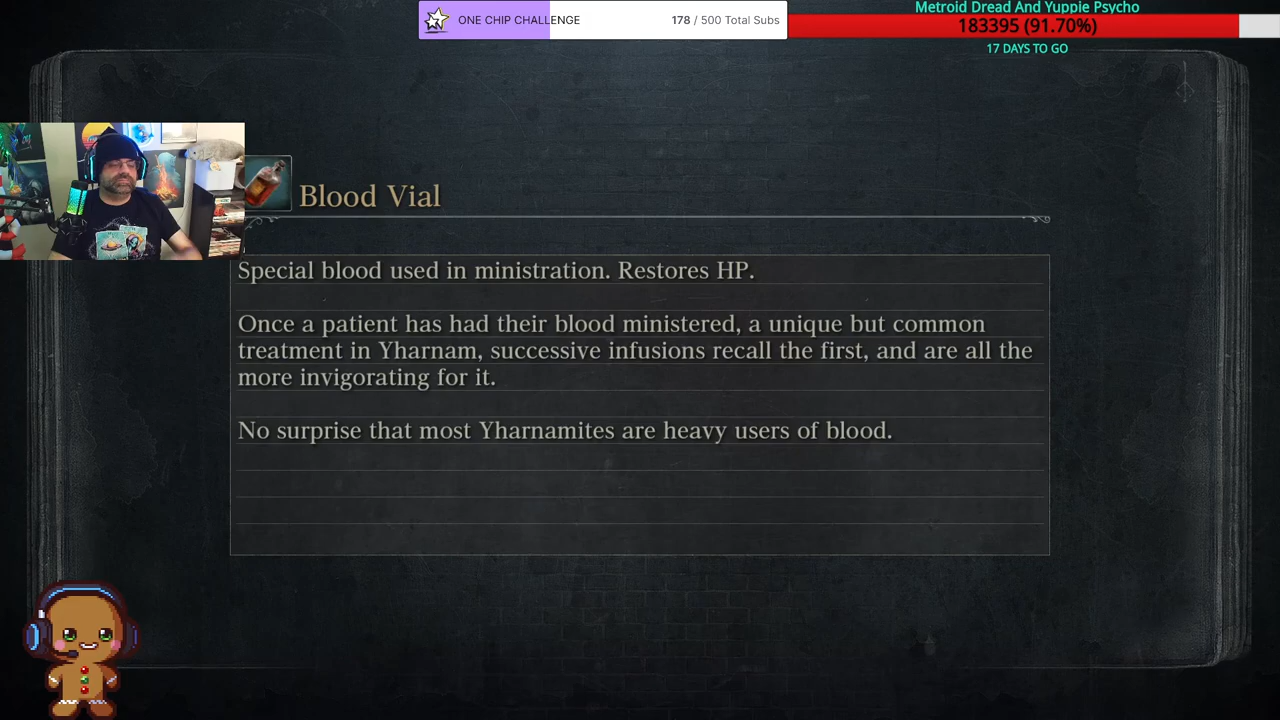 ONE CHIP CHALLENGE
178 / 500 Total Subs
Metroid Dread And Yuppie Psycho
183395 (91.70%)
17 DAYS TO GO
Blood Vial
Special blood used in ministration. Restores HP.
Once a patient has had their blood ministered, a unique but common
treatment in Yharnam, successive infusions recall the first, and are all the
more invigorating for it.
No surprise that most Yharnamites are heavy users of blood.